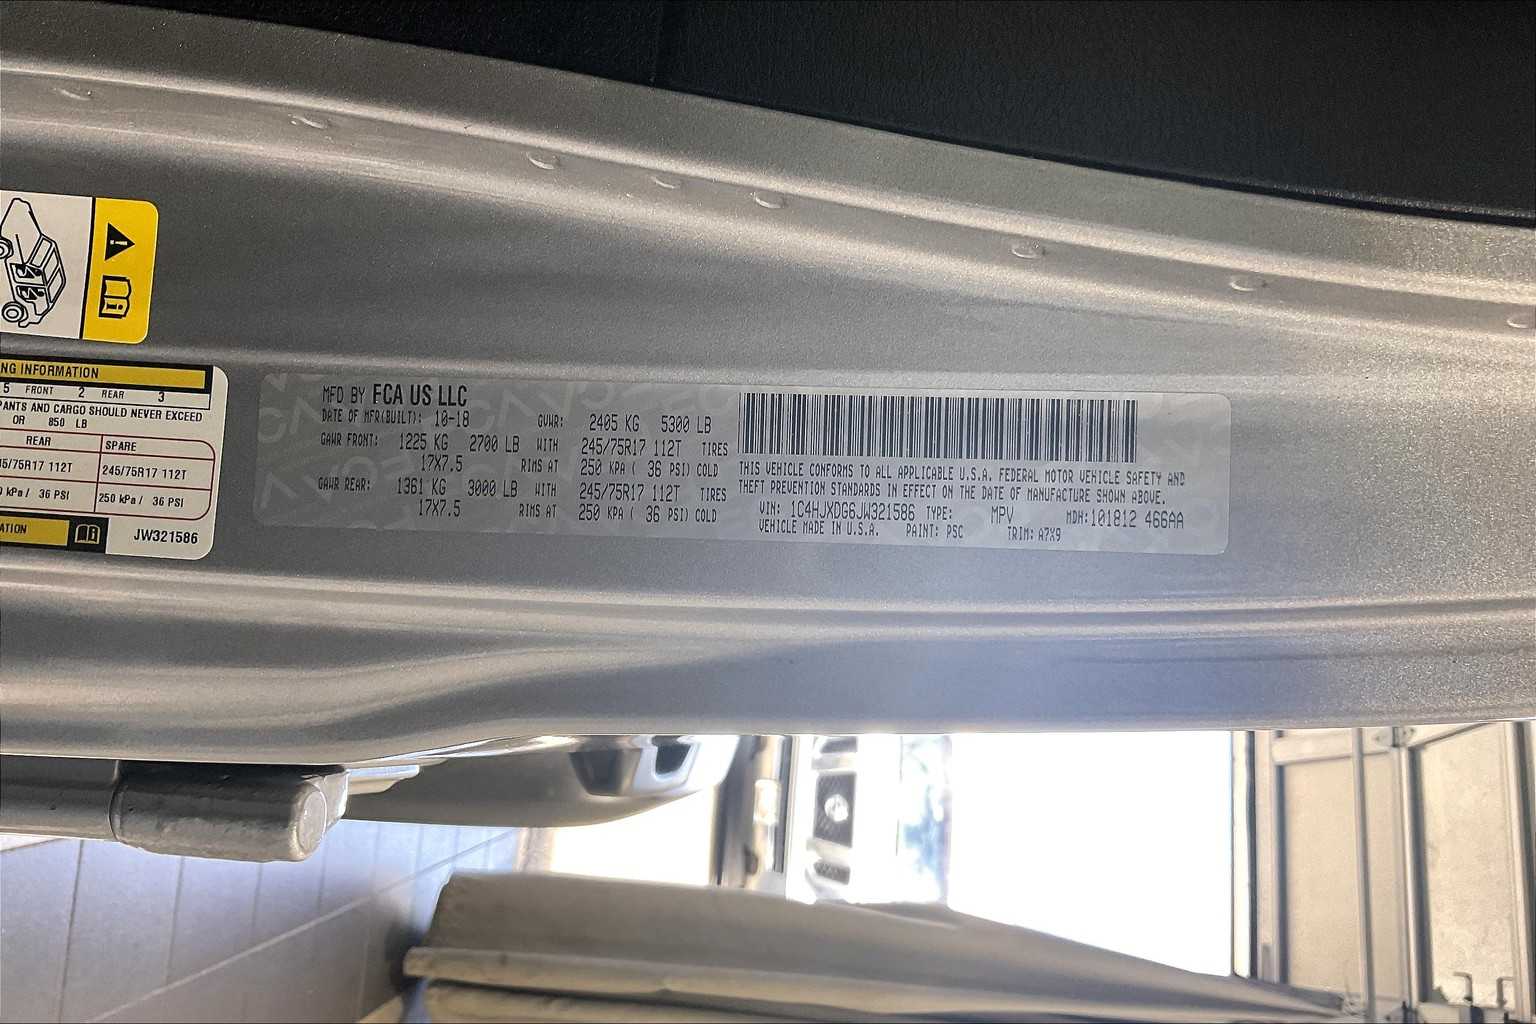 NG INFORMATION
5 FRONT 2 REAR 3
PANTS AND CARGO SHOULD NEVER EXCEED
OR 850 LB
REAR SPARE
45/75R17 112T 245/75R17 112T
0 kPa / 36 PSI 250 kPa / 36 PSI
ATION JW321586
MFD BY FCA US LLC
DATE OF MFR(BUILT): 10-18 GVWR: 2405 KG 5300 LB
GAWR FRONT: 1225 KG 2700 LB WITH 245/75R17 112T TIRES
17X7.5 RIMS AT 250 KPA ( 36 PSI) COLD
GAWR REAR: 1361 KG 3000 LB WITH 245/75R17 112T TIRES
17X7.5 RIMS AT 250 KPA ( 36 PSI) COLD
THIS VEHICLE CONFORMS TO ALL APPLICABLE U.S.A. FEDERAL MOTOR VEHICLE SAFETY AND
THEFT PREVENTION STANDARDS IN EFFECT ON THE DATE OF MANUFACTURE SHOWN ABOVE.
VIN: 1C4HJXDG6JW321586 TYPE: MPV MDH:101812 466AA
VEHICLE MADE IN U.S.A. PAINT: PSC TRIM: A7X9